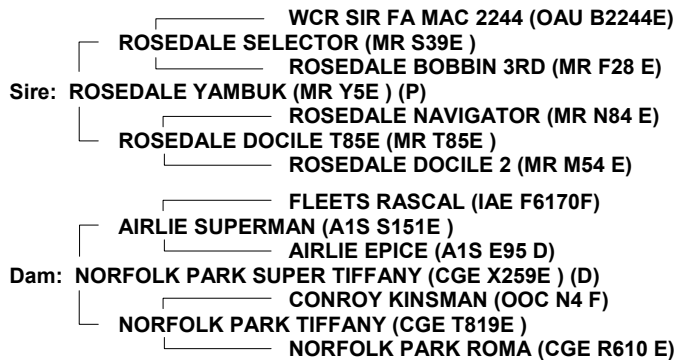 WCR SIR FA MAC 2244 (OAU B2244E)
ROSEDALE SELECTOR (MR S39E )
ROSEDALE BOBBIN 3RD (MR F28 E)
Sire: ROSEDALE YAMBUK (MR Y5E ) (P)
ROSEDALE NAVIGATOR (MR N84 E)
ROSEDALE DOCILE T85E (MR T85E )
ROSEDALE DOCILE 2 (MR M54 E)
FLEETS RASCAL (IAE F6170F)
AIRLIE SUPERMAN (A1S S151E )
AIRLIE EPICE (A1S E95 D)
Dam: NORFOLK PARK SUPER TIFFANY (CGE X259E ) (D)
CONROY KINSMAN (OOC N4 F)
NORFOLK PARK TIFFANY (CGE T819E )
NORFOLK PARK ROMA (CGE R610 E)